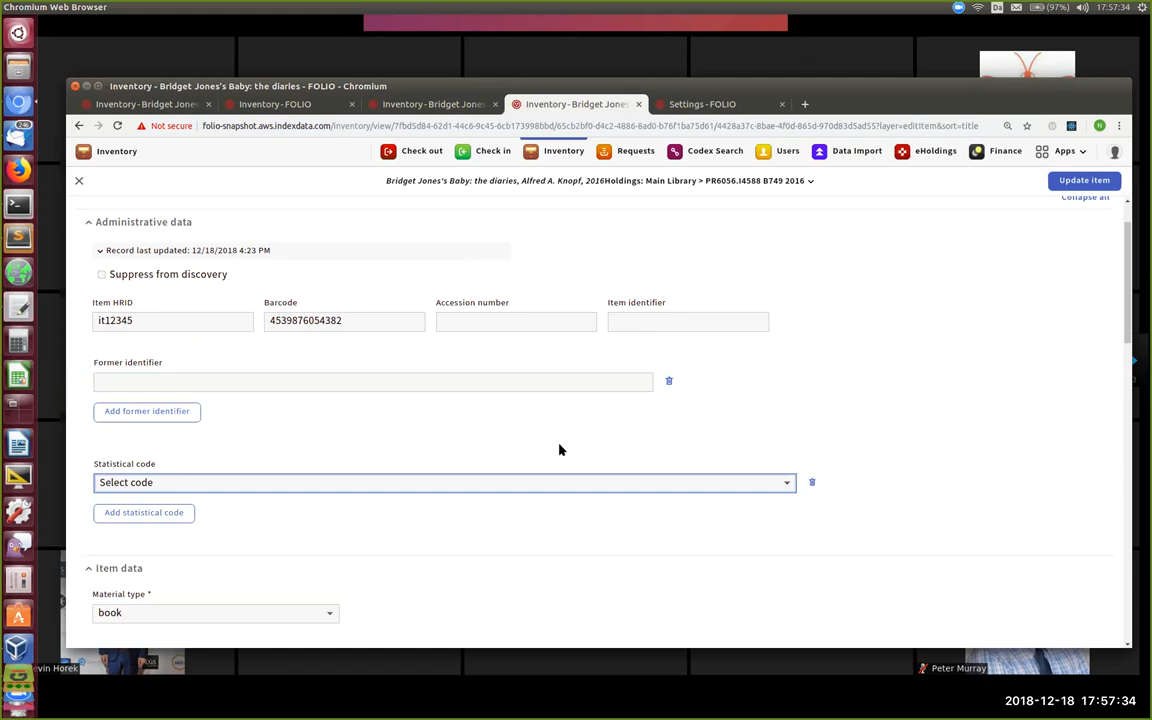 Chromium Web Browser
Da (97%) 17:57:34
Inventory - Bridget Jones's Baby: the diaries - FOLIO - Chromium
Inventory - Bridget Jones × Inventory - FOLIO × Inventory - Bridget Jones × Inventory - Bridget Jones × Settings - FOLIO × +
Not secure folio-snapshot.aws.indexdata.com/inventory/view/7fbd5d84-62d1-44c6-9c45-6cb173998bbd/65cb2bf0-d4c2-4886-8ad0-b76f1ba75d61/4428a37c-8bae-4f0d-865d-970d83d5ad55?layer=editItem&sort=title N
Inventory Check out Check in Inventory Requests Codex Search Users Data Import eHoldings Finance Apps
Bridget Jones's Baby: the diaries, Alfred A. Knopf, 2016Holdings: Main Library > PR6056.I4588 B749 2016 Update item
Collapse all
Administrative data
Record last updated: 12/18/2018 4:23 PM
Suppress from discovery
Item HRID Barcode Accession number Item identifier
it12345 4539876054382
Former identifier
Add former identifier
Statistical code
Select code
Add statistical code
Item data
Material type *
book
vin Horek Peter Murray
2018-12-18 17:57:34